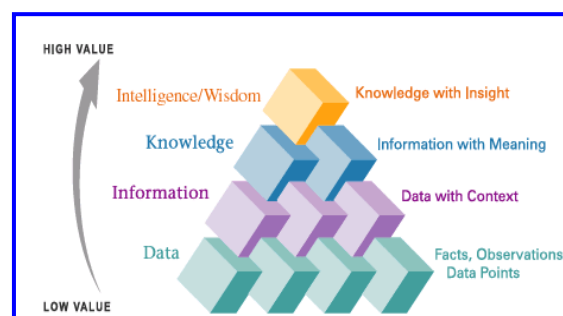 HIGH VALUE
Intelligence/Wisdom
Knowledge with Insight
Knowledge
Information with Meaning
Information
Data with Context
Data
Facts, Observations
Data Points
LOW VALUE